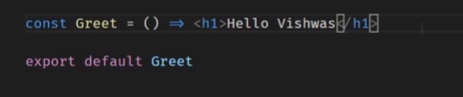 const Greet = () => <h1>Hello Vishwas</h1>
export default Greet